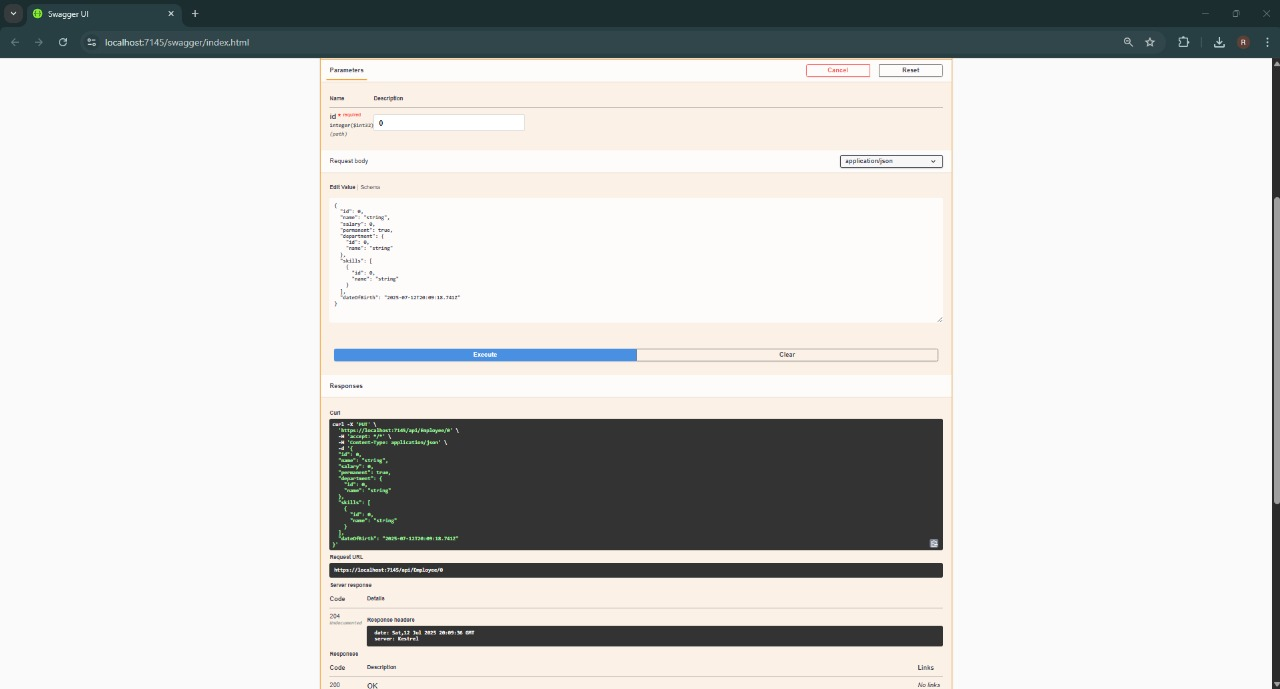 Swagger UI
localhost:7145/swagger/index.html
R
Parameters
Cancel
Reset
Name Description
id * required
integer($int32)
(path)
0
Request body
application/json
Edit Value | Schema
{
  "id": 0,
  "name": "string",
  "salary": 0,
  "permanent": true,
  "department": {
    "id": 0,
    "name": "string"
  },
  "skills": [
    {
      "id": 0,
      "name": "string"
    }
  ],
  "dateOfBirth": "2025-07-12T20:09:18.741Z"
}
Execute
Clear
Responses
Curl
curl -X 'PUT' \
  'https://localhost:7145/api/Employee/0' \
  -H 'accept: */*' \
  -H 'Content-Type: application/json' \
  -d '{
  "id": 0,
  "name": "string",
  "salary": 0,
  "permanent": true,
  "department": {
    "id": 0,
    "name": "string"
  },
  "skills": [
    {
      "id": 0,
      "name": "string"
    }
  ],
  "dateOfBirth": "2025-07-12T20:09:18.741Z"
}'
Request URL
https://localhost:7145/api/Employee/0
Server response
Code Details
204
Undocumented
Response headers
date: Sat,12 Jul 2025 20:09:36 GMT
server: Kestrel
Responses
Code Description Links
200 OK No links